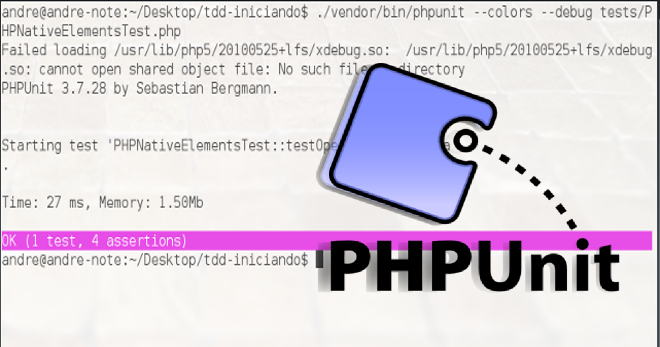 andre@andre-note:~/Desktop/tdd-iniciando$ ./vendor/bin/phpunit --colors --debug tests/P
HPNativeElementsTest.php
Failed loading /usr/lib/php5/20100525+lfs/xdebug.so:  /usr/lib/php5/20100525+lfs/xdebug
.so: cannot open shared object file: No such file directory
PHPUnit 3.7.28 by Sebastian Bergmann.
Starting test 'PHPNativeElementsTest::testOpe
.
Time: 27 ms, Memory: 1.50Mb
OK (1 test, 4 assertions)
andre@andre-note:~/Desktop/tdd-iniciando$
PHPUnit